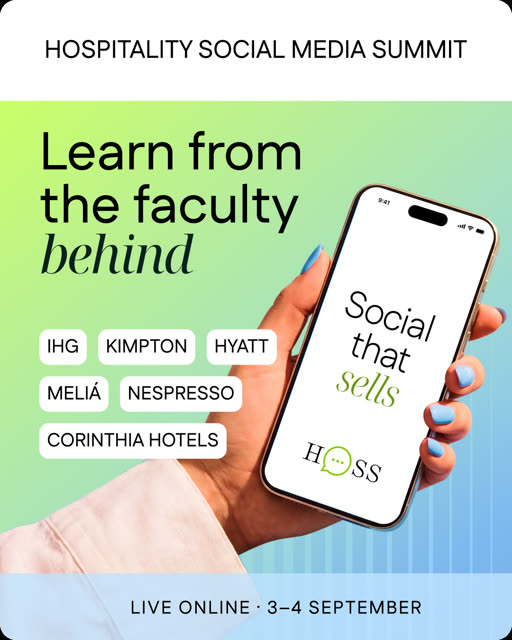 HOSPITALITY SOCIAL MEDIA SUMMIT
Learn from
the faculty
behind
IHG
KIMPTON
HYATT
MELIÁ
NESPRESSO
CORINTHIA HOTELS
9:41
Social
that
sells
HOSS
LIVE ONLINE · 3–4 SEPTEMBER